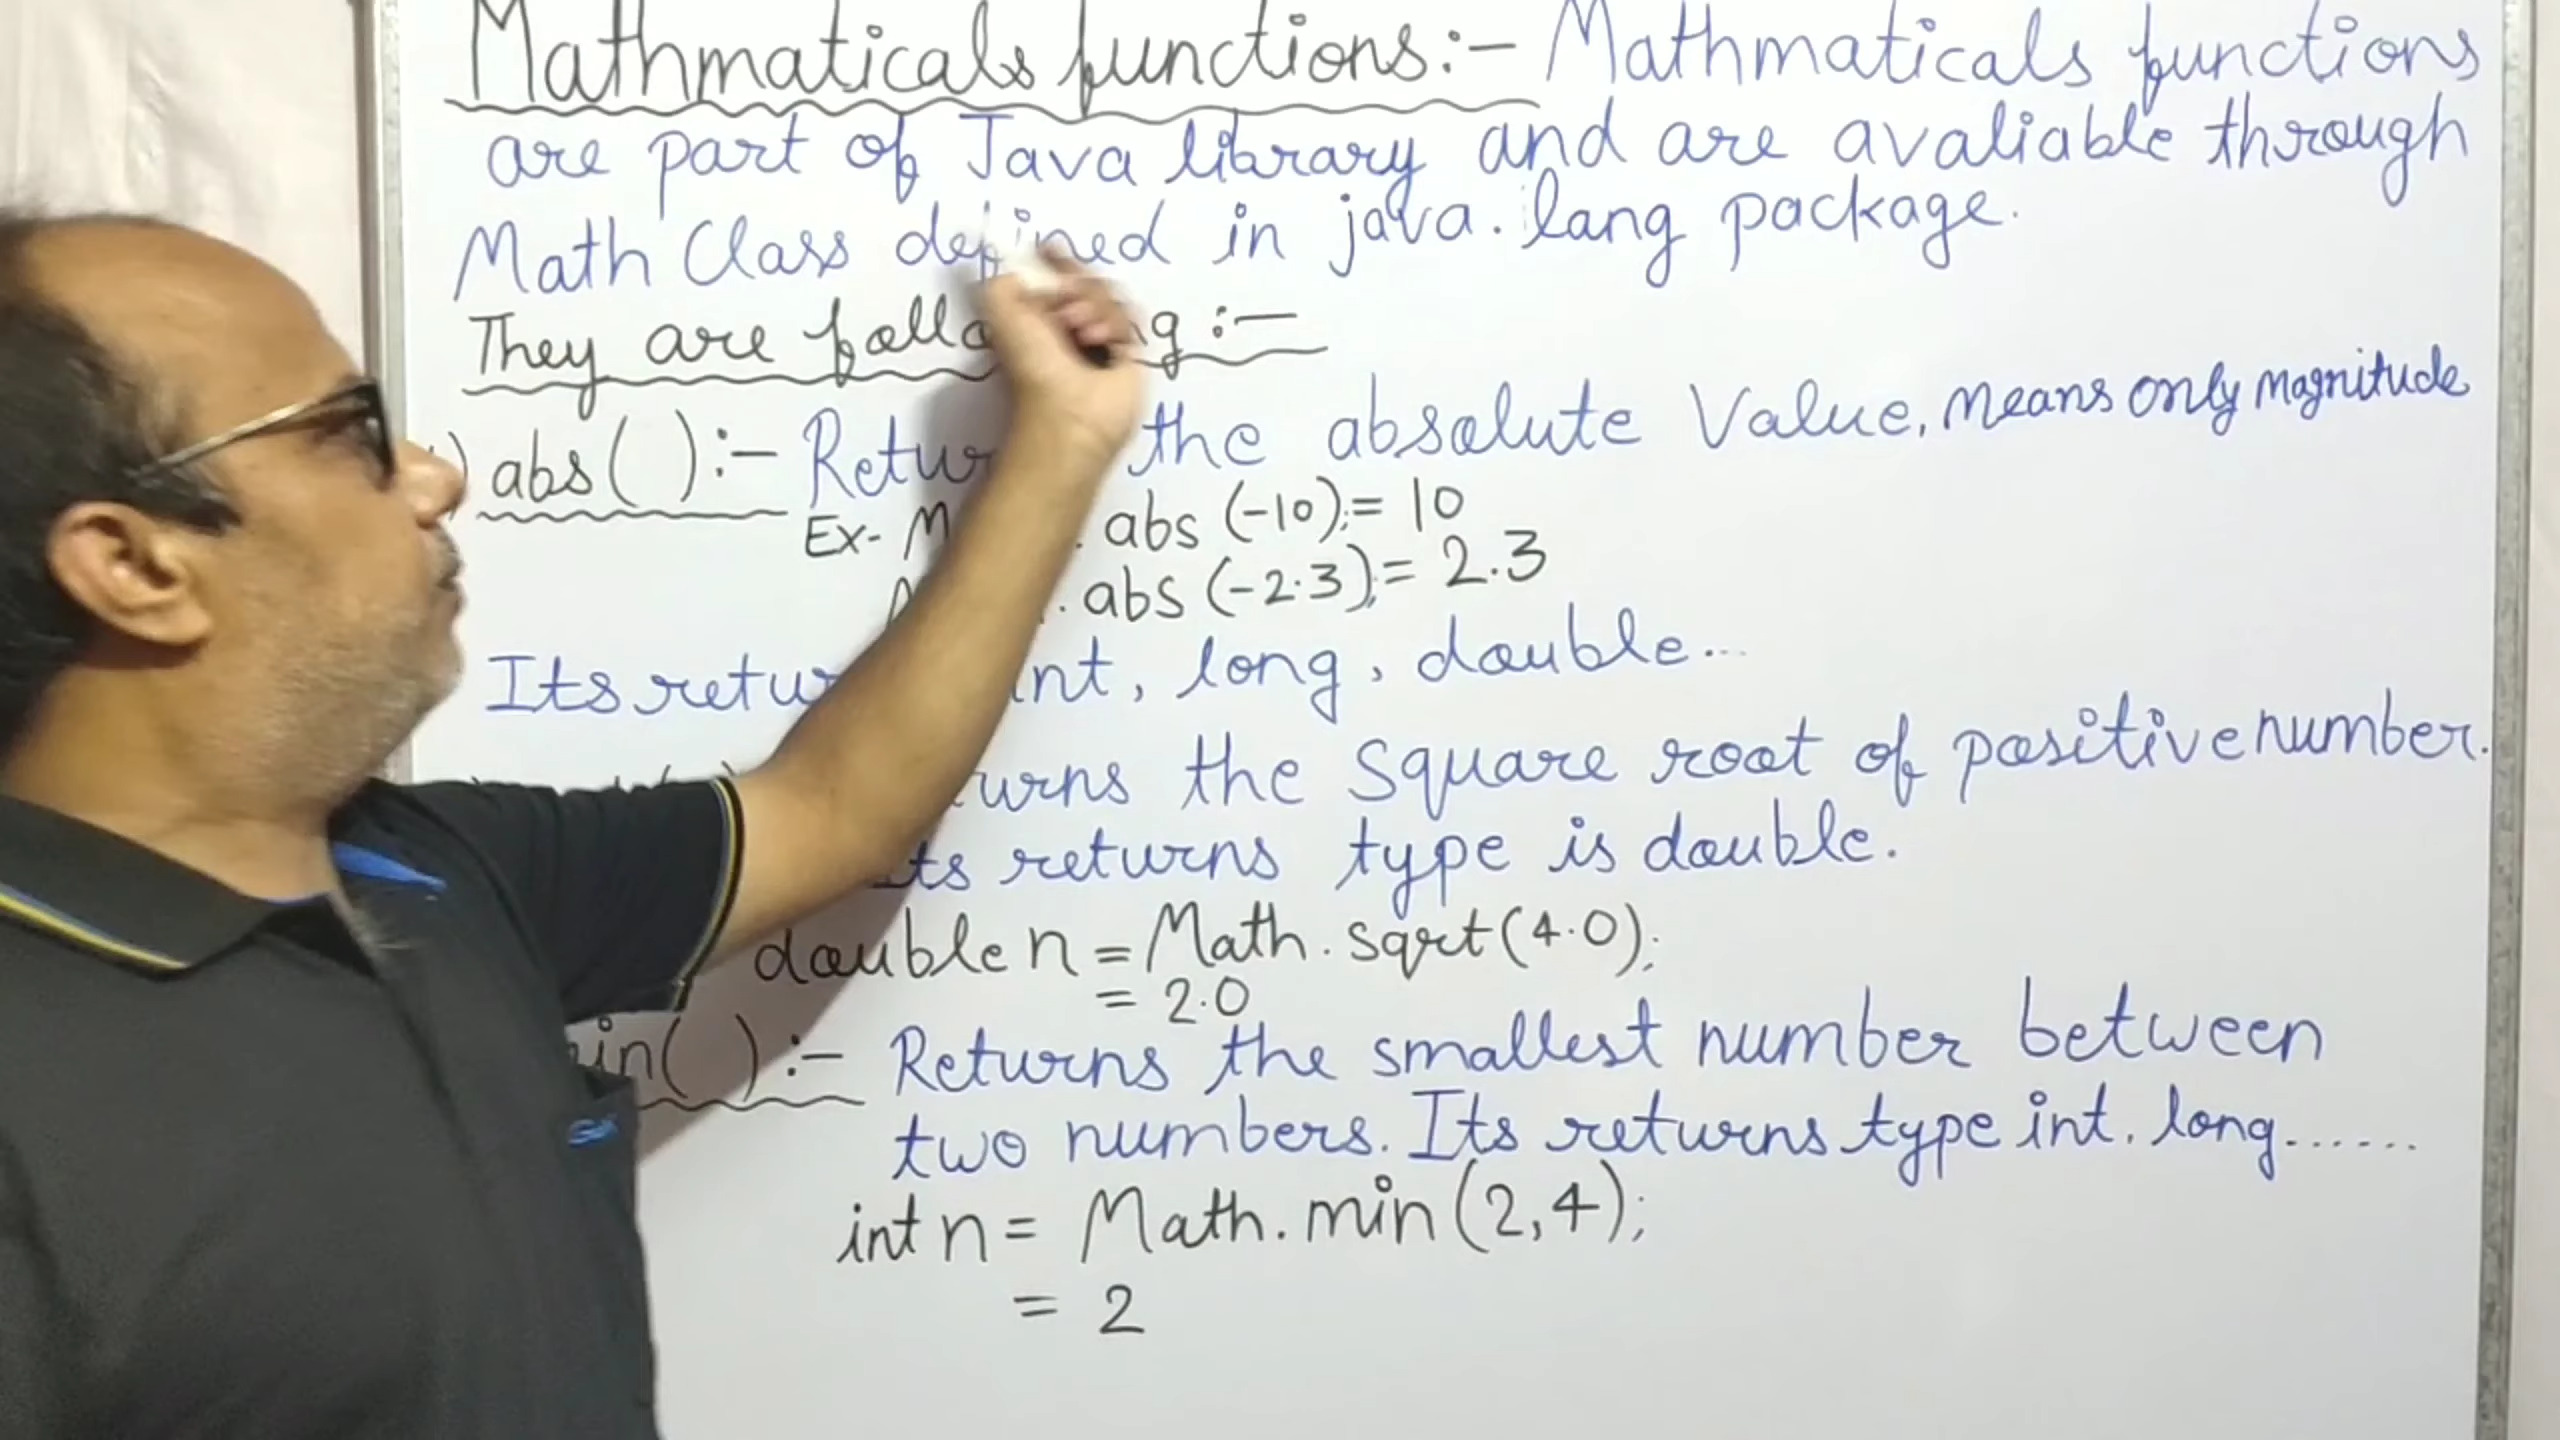 Mathmaticals functions:- Mathmaticals functions
are part of Java library and are avaliable through
Math Class defined in java.lang package.
They are :-
abs( ):- the absolute Value, means only magnitude
Ex- abs (-10);= 10
abs (-2.3);= 2.3
Its int, long, double...
the square root of positive number.
returns type is double.
double n = Math.sqrt(4.0);
= 2.0
( ):- Returns the smallest number between
two numbers. Its returns type int, long......
int n = Math.min(2,4);
= 2